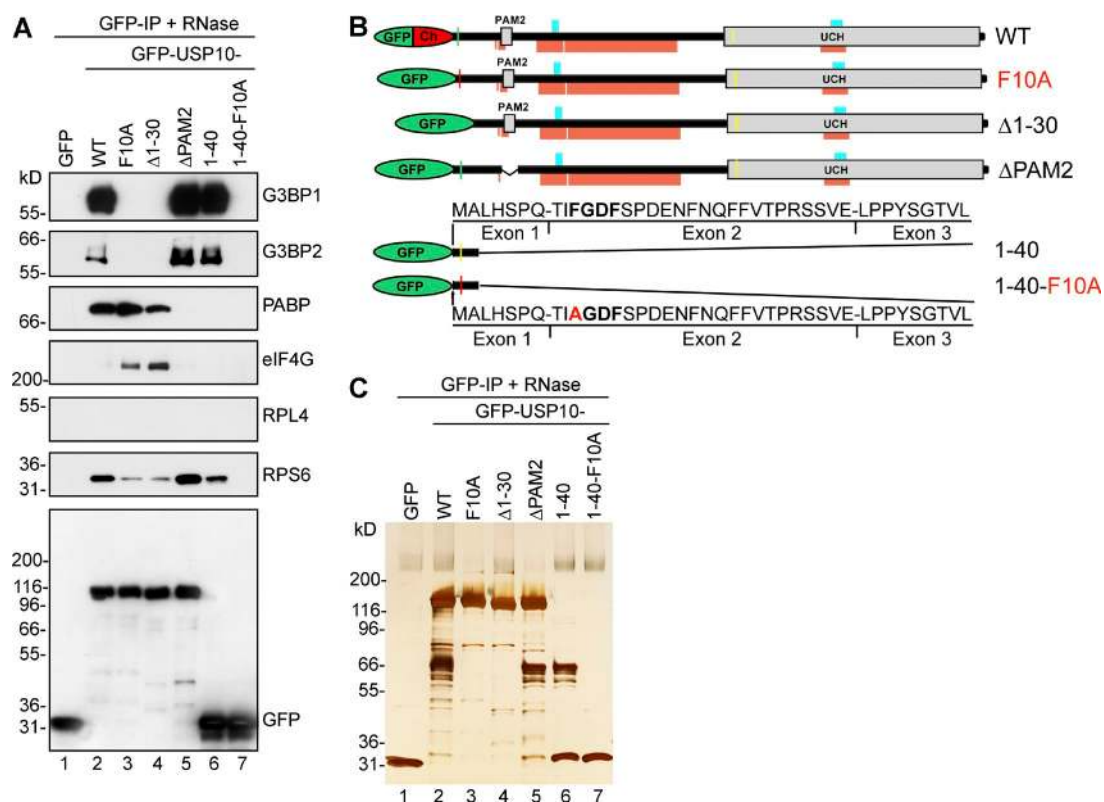 A
GFP-IP + RNase
GFP-USP10-
GFP
WT
F10A
Δ1-30
ΔPAM2
1-40
1-40-F10A
kD
55-
G3BP1
66-
55-
G3BP2
66-
PABP
200-
eIF4G
55-
RPL4
36-
31-
RPS6
200-
116-
96-
66-
55-
36-
31-
GFP
1 2 3 4 5 6 7
B
GFP Ch PAM2 UCH WT
GFP PAM2 UCH F10A
GFP PAM2 UCH Δ1-30
GFP UCH ΔPAM2
MALHSPQ-TIFGDFSPDENFNQFFVTPRSSVE-LPPYSGTVL
Exon 1 Exon 2 Exon 3
GFP 1-40
GFP 1-40-F10A
MALHSPQ-TIAGDFSPDENFNQFFVTPRSSVE-LPPYSGTVL
Exon 1 Exon 2 Exon 3
C
GFP-IP + RNase
GFP-USP10-
GFP
WT
F10A
Δ1-30
ΔPAM2
1-40
1-40-F10A
kD
200-
116-
96-
66-
55-
36-
31-
1 2 3 4 5 6 7